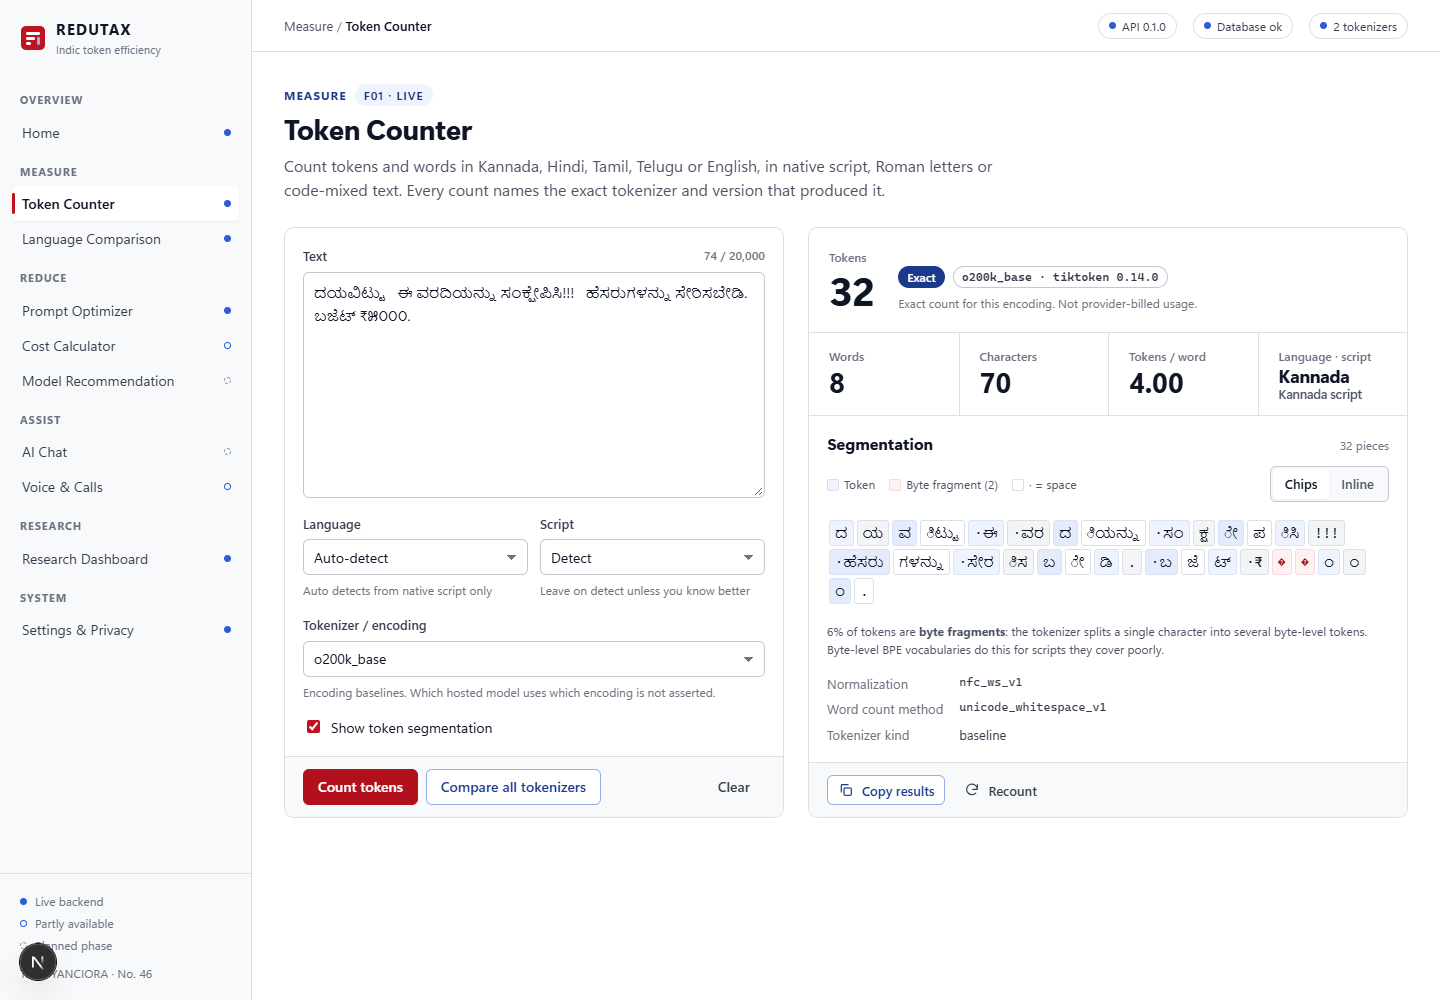 REDUTAX
Indic token efficiency
OVERVIEW
Home
MEASURE
Token Counter
Language Comparison
REDUCE
Prompt Optimizer
Cost Calculator
Model Recommendation
ASSIST
AI Chat
Voice & Calls
RESEARCH
Research Dashboard
SYSTEM
Settings & Privacy
Live backend
Partly available
nned phase
N
YANCIORA · No. 46
Measure / Token Counter
API 0.1.0
Database ok
2 tokenizers
MEASURE F01 · LIVE
Token Counter
Count tokens and words in Kannada, Hindi, Tamil, Telugu or English, in native script, Roman letters or
code-mixed text. Every count names the exact tokenizer and version that produced it.
Text 74 / 20,000
ದಯವಿಟ್ಟು ಈ ವರದಿಯನ್ನು ಸಂಕ್ಷೇಪಿಸಿ!!! ಹೆಸರುಗಳನ್ನು ಸೇರಿಸಬೇಡಿ.
ಬಜೆಟ್ ₹೫೦೦೦.
Language Script
Auto-detect Detect
Auto detects from native script only Leave on detect unless you know better
Tokenizer / encoding
o200k_base
Encoding baselines. Which hosted model uses which encoding is not asserted.
Show token segmentation
Count tokens Compare all tokenizers Clear
Tokens
32 Exact o200k_base · tiktoken 0.14.0
Exact count for this encoding. Not provider-billed usage.
Words Characters Tokens / word Language · script
8 70 4.00 Kannada
Kannada script
Segmentation 32 pieces
Token Byte fragment (2) · = space Chips Inline
ದ ಯ ವ ಿಟ್ಟು ·ಈ ·ವರ ದ ಿಯನ್ನು ·ಸಂ ಕ್ಷ ೇ ಪ ಿಸಿ !!!
·ಹೆಸರು ಗಳನ್ನು ·ಸೇರ ಿಸ ಬ ೇ ಡಿ . ·ಬ ಜೆ ಟ್ ·₹ � � ೦ ೦
೦ .
6% of tokens are byte fragments: the tokenizer splits a single character into several byte-level tokens.
Byte-level BPE vocabularies do this for scripts they cover poorly.
Normalization nfc_ws_v1
Word count method unicode_whitespace_v1
Tokenizer kind baseline
Copy results Recount